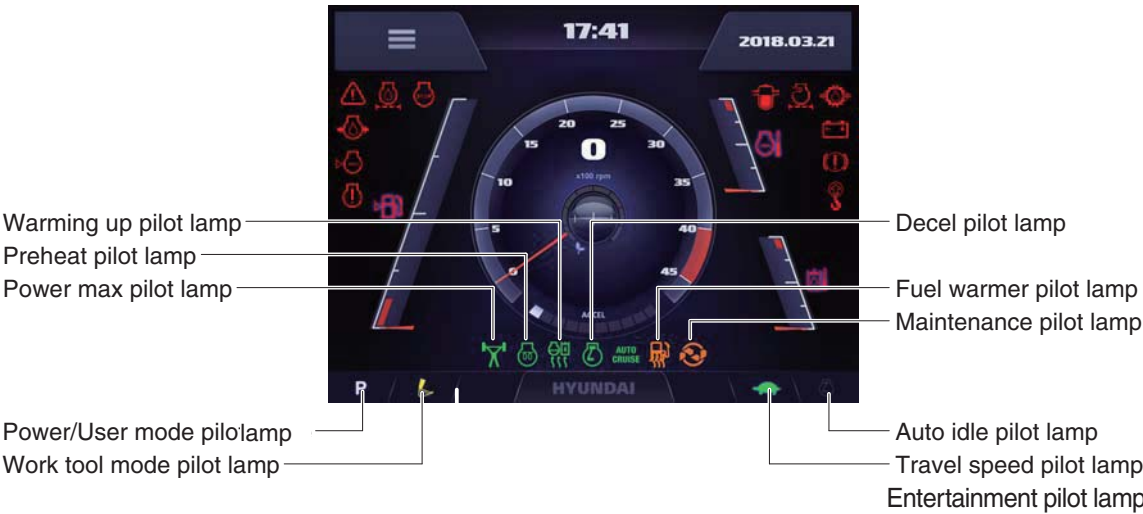 17:41
2018.03.21
20 25
15 30
0
x100 rpm
10 35
5 40
0 45
ACCEL
AUTO
CRUISE
P
HYUNDAI
Warming up pilot lamp
Preheat pilot lamp
Power max pilot lamp
Power/User mode pilolamp
Work tool mode pilot lamp
Decel pilot lamp
Fuel warmer pilot lamp
Maintenance pilot lamp
Auto idle pilot lamp
Travel speed pilot lamp
Entertainment pilot lamp